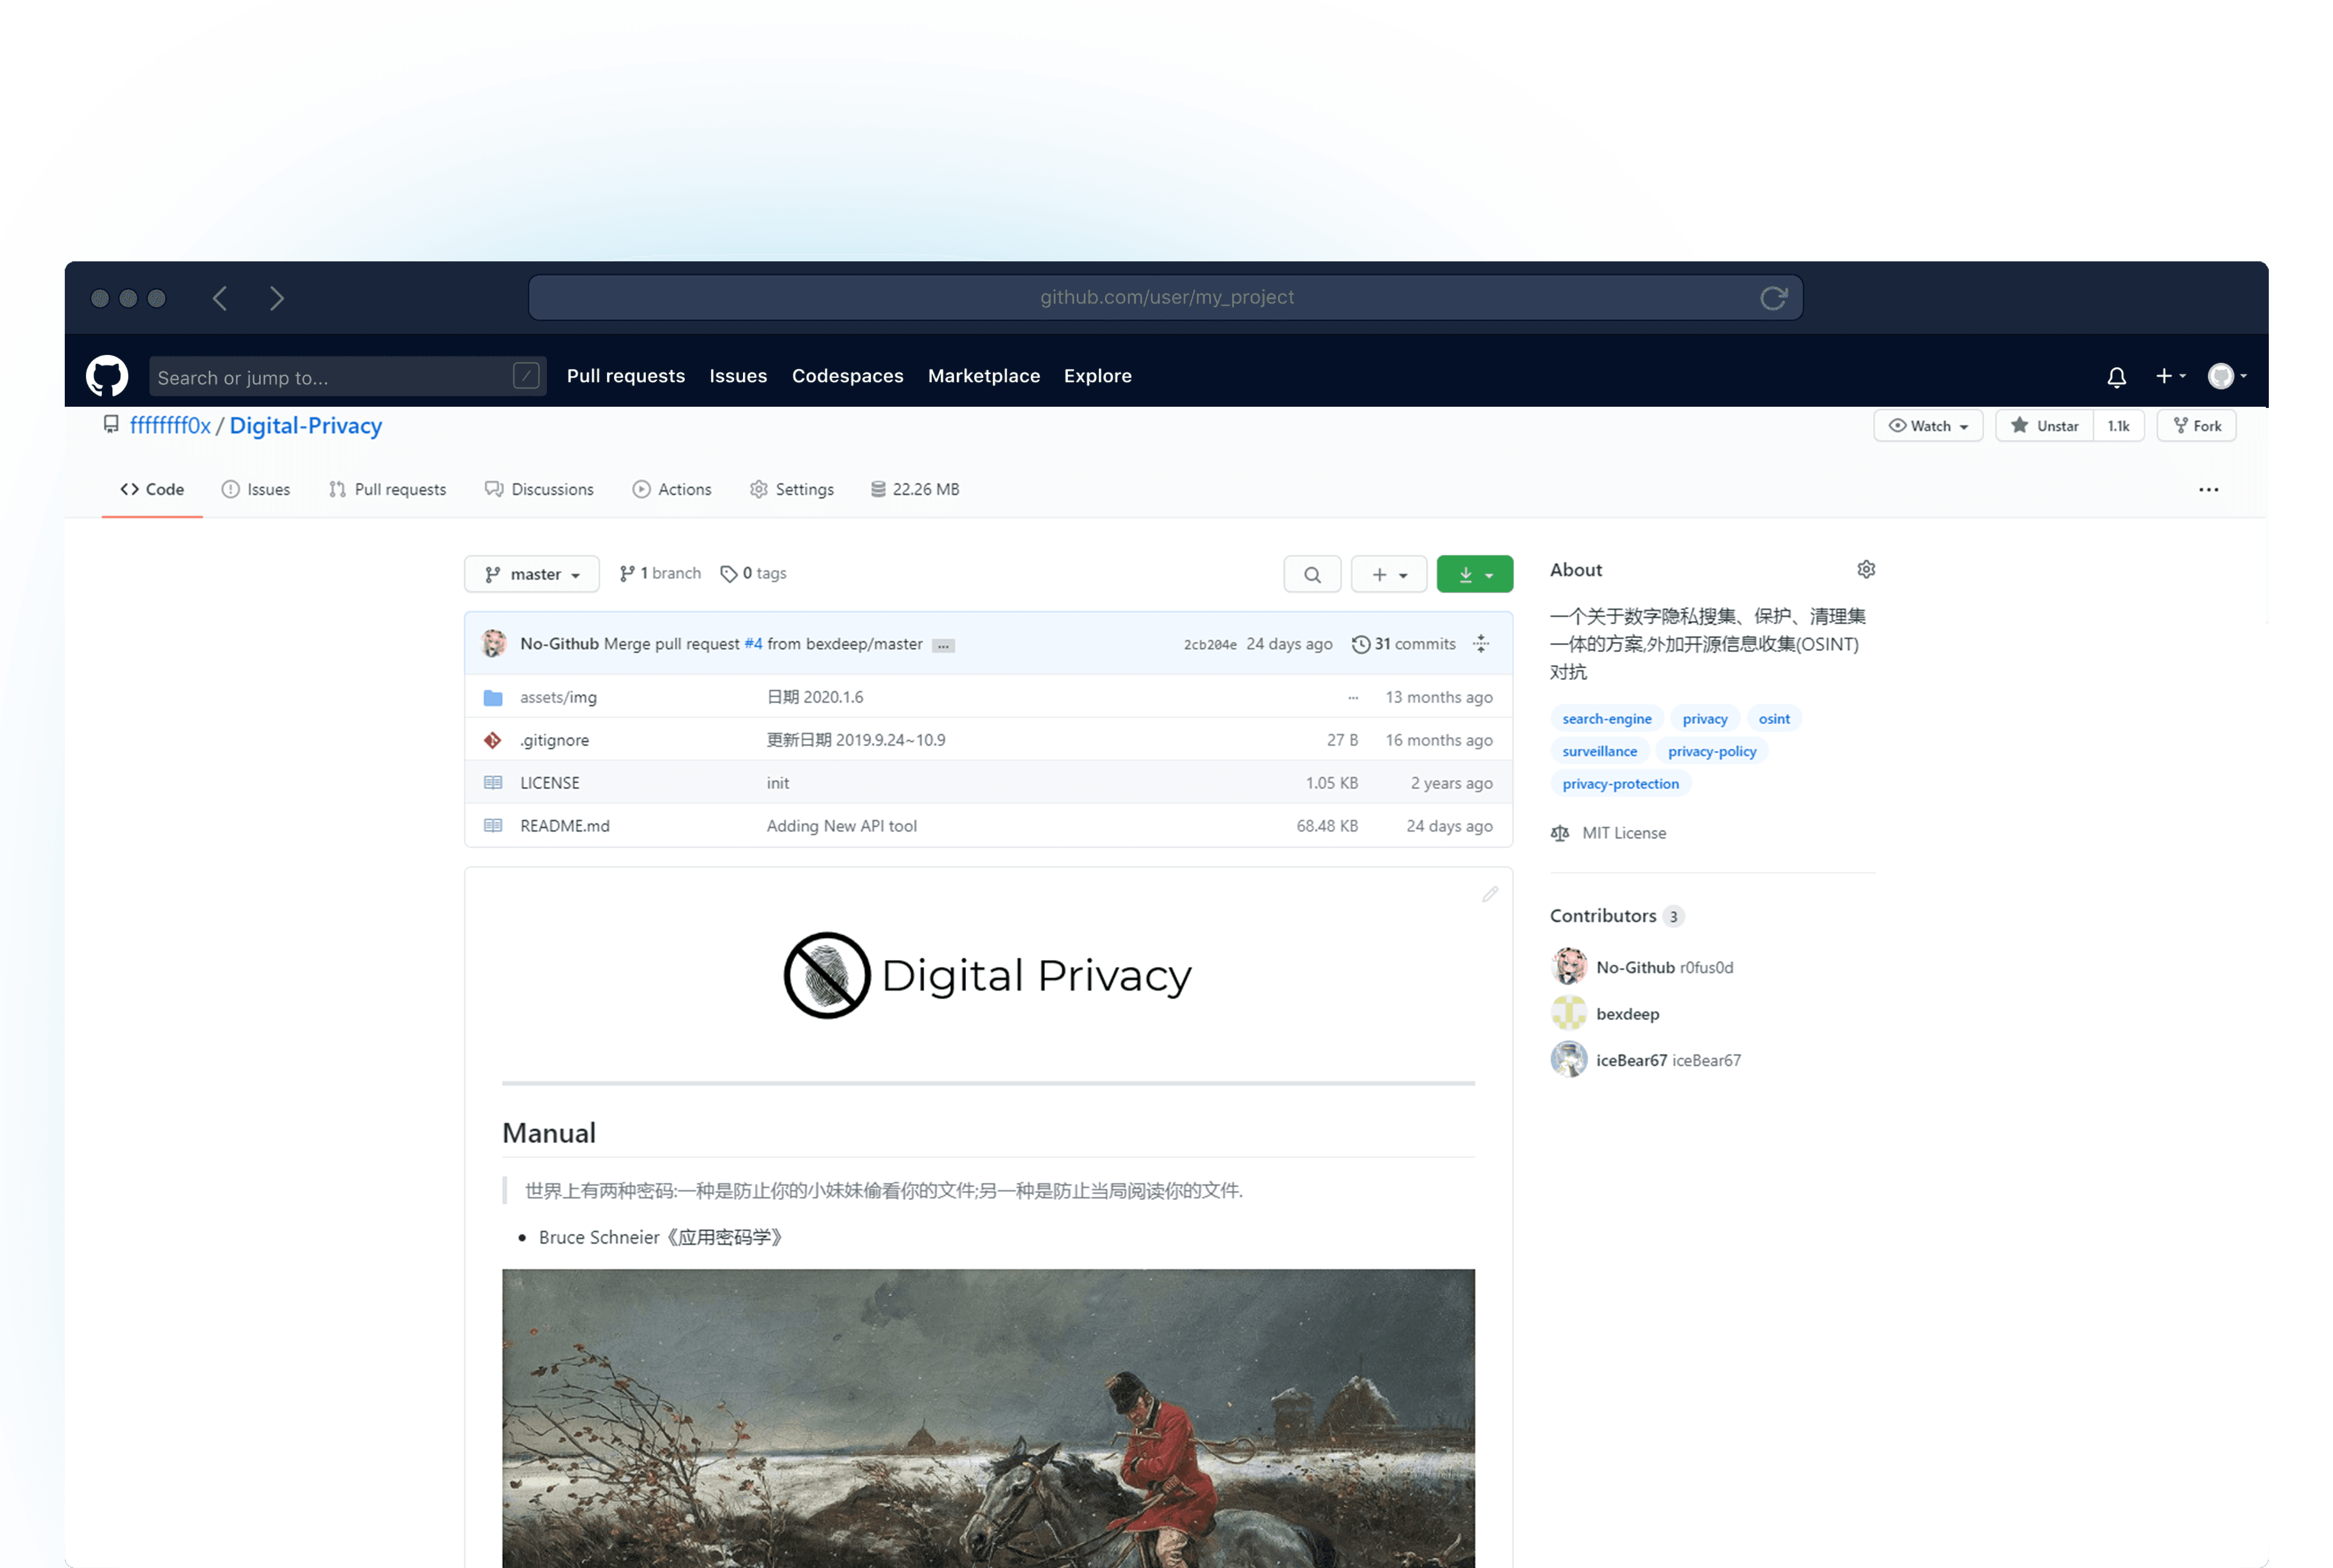 github.com/user/my_project
Search or jump to... /
Pull requests Issues Codespaces Marketplace Explore
ffffffff0x / Digital-Privacy
Watch Unstar 1.1k Fork
Code Issues Pull requests Discussions Actions Settings 22.26 MB ...
master 1 branch 0 tags
No-Github Merge pull request #4 from bexdeep/master ... 2cb204e 24 days ago 31 commits
assets/img 日期 2020.1.6 ... 13 months ago
.gitignore 更新日期 2019.9.24~10.9 27 B 16 months ago
LICENSE init 1.05 KB 2 years ago
README.md Adding New API tool 68.48 KB 24 days ago
Digital Privacy
Manual
世界上有两种密码:一种是防止你的小妹妹偷看你的文件;另一种是防止当局阅读你的文件.
• Bruce Schneier《应用密码学》
About
一个关于数字隐私搜集、保护、清理集
一体的方案,外加开源信息收集(OSINT)
对抗
search-engine privacy osint
surveillance privacy-policy
privacy-protection
MIT License
Contributors 3
No-Github r0fus0d
bexdeep
iceBear67 iceBear67